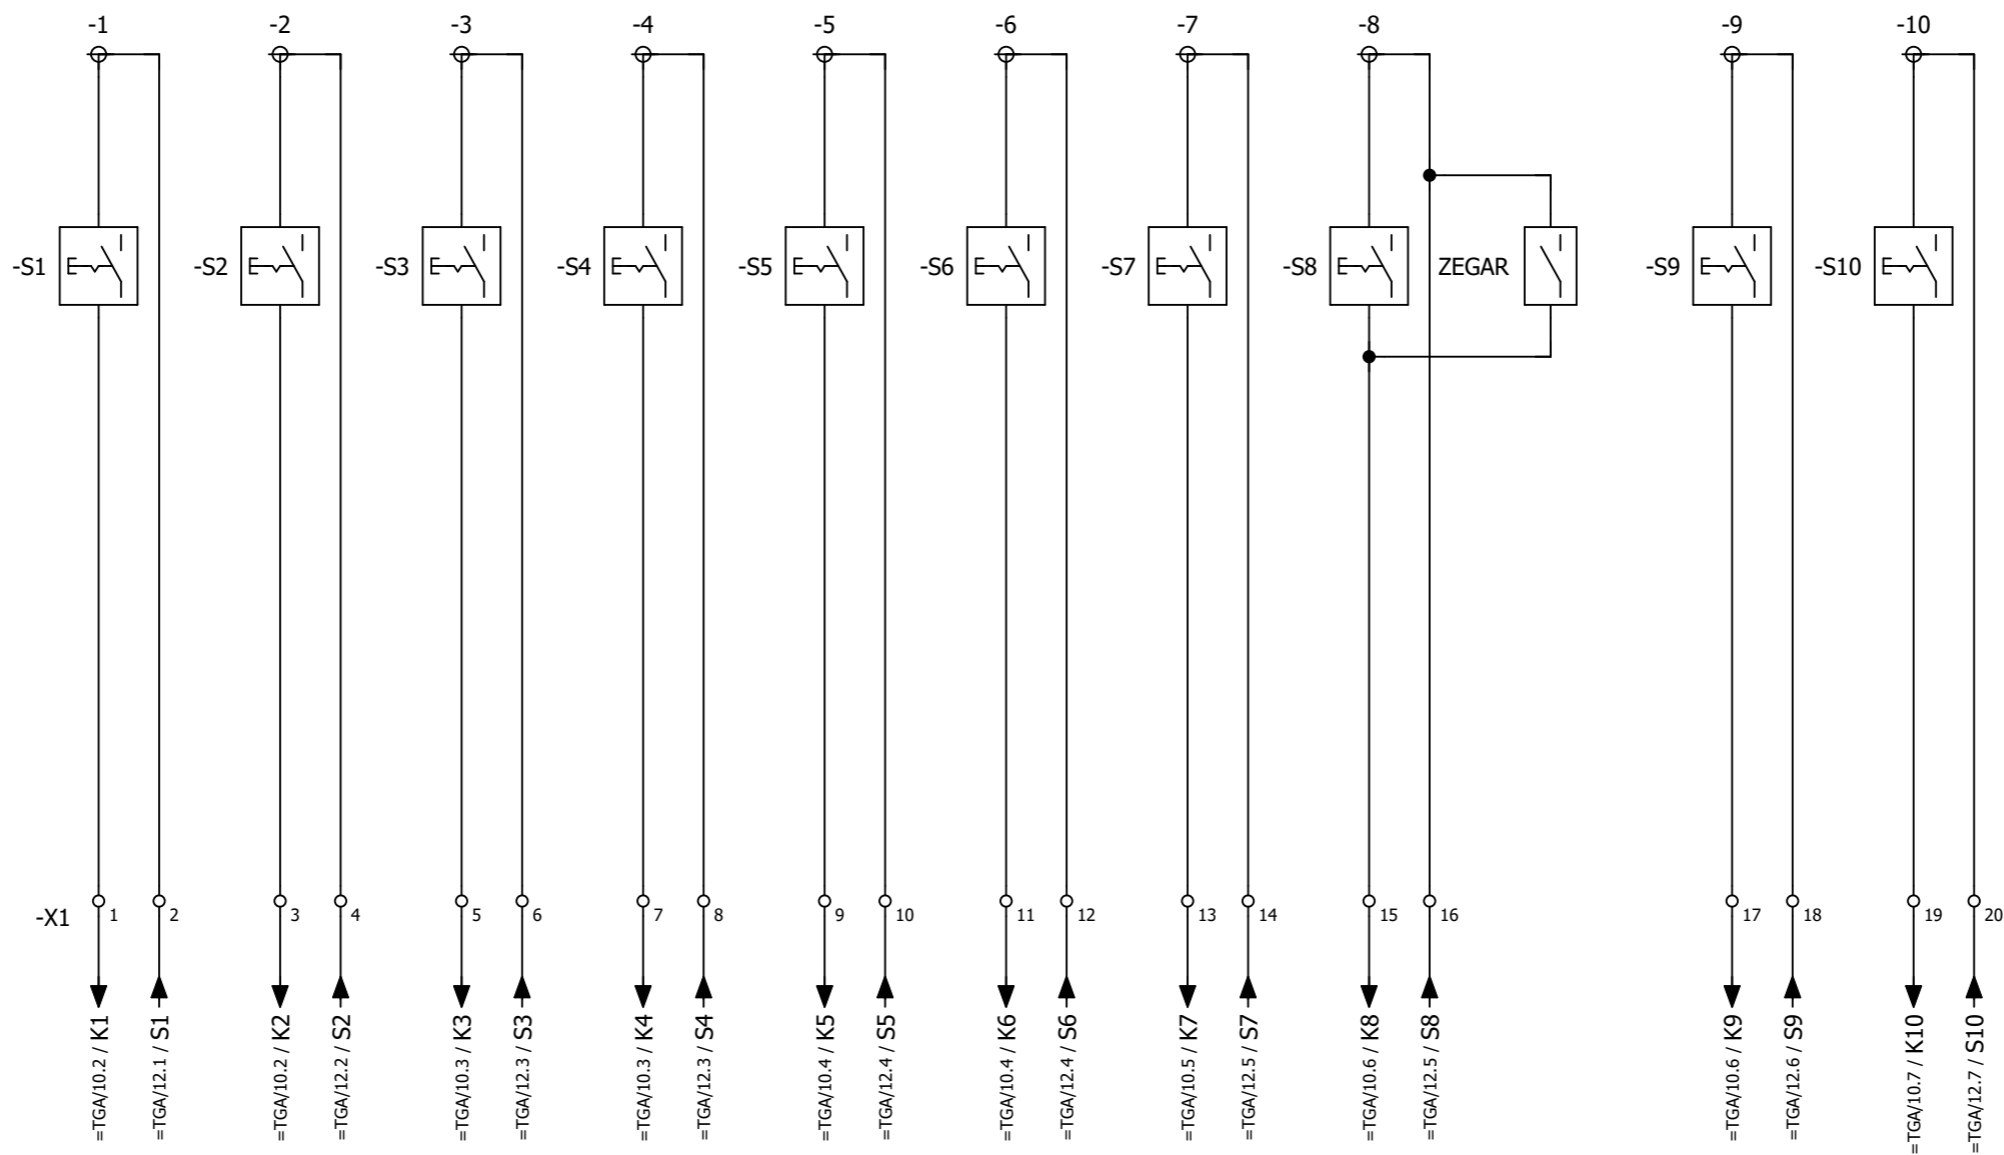 -1 -2 -3 -4 -5 -6 -7 -8 -9 -10
-S1 -S2 -S3 -S4 -S5 -S6 -S7 -S8 ZEGAR -S9 -S10
-X1 1 2 3 4 5 6 7 8 9 10 11 12 13 14 15 16 17 18 19 20
=TGA/10.2 / K1
=TGA/12.1 / S1
=TGA/10.2 / K2
=TGA/12.2 / S2
=TGA/10.3 / K3
=TGA/12.3 / S3
=TGA/10.3 / K4
=TGA/12.3 / S4
=TGA/10.4 / K5
=TGA/12.4 / S5
=TGA/10.4 / K6
=TGA/12.4 / S6
=TGA/10.5 / K7
=TGA/12.5 / S7
=TGA/10.6 / K8
=TGA/12.5 / S8
=TGA/10.6 / K9
=TGA/12.6 / S9
=TGA/10.7 / K10
=TGA/12.7 / S10